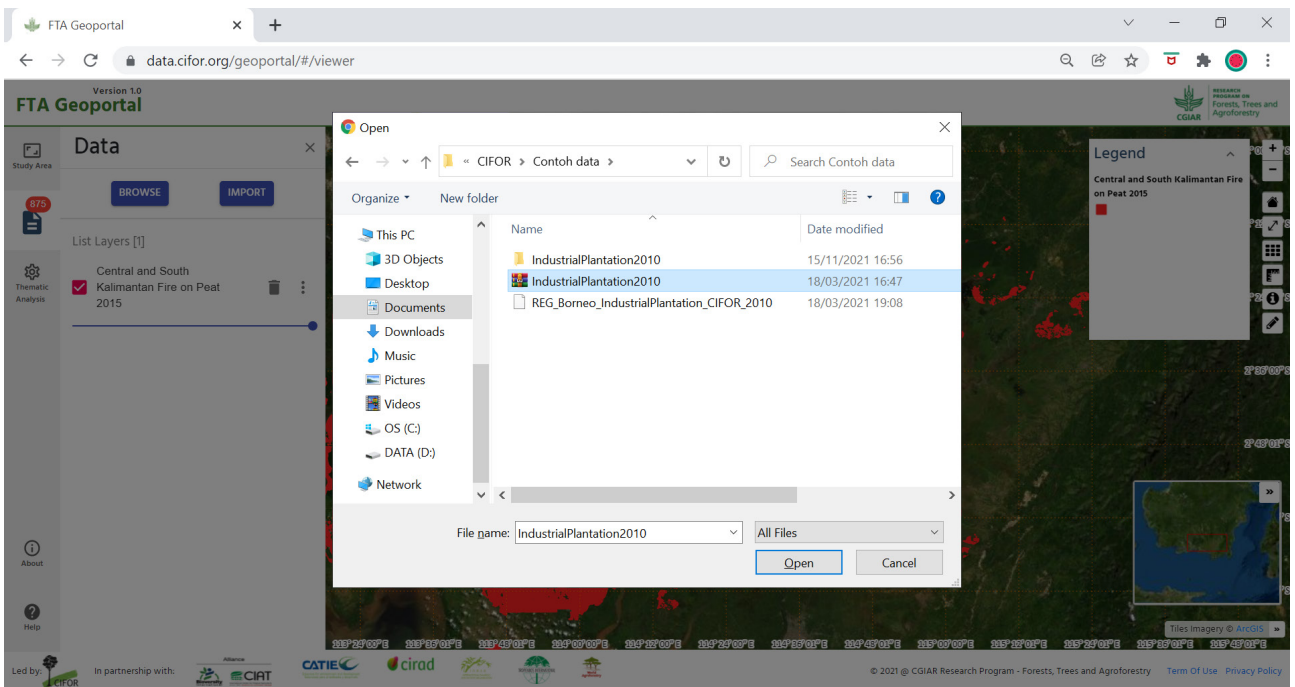 FTA Geoportal
data.cifor.org/geoportal/#/viewer
Version 1.0
FTA Geoportal
CGIAR
RESEARCH
PROGRAM ON
Forests, Trees and
Agroforestry
Study Area
875
Thematic
Analysis
About
Help
Data
BROWSE
IMPORT
List Layers [1]
Central and South
Kalimantan Fire on Peat
2015
Open
« CIFOR > Contoh data >
Search Contoh data
Organize
New folder
This PC
3D Objects
Desktop
Documents
Downloads
Music
Pictures
Videos
OS (C:)
DATA (D:)
Network
Name Date modified
IndustrialPlantation2010 15/11/2021 16:56
IndustrialPlantation2010 18/03/2021 16:47
REG_Borneo_IndustrialPlantation_CIFOR_2010 18/03/2021 19:08
File name: IndustrialPlantation2010 All Files
Open Cancel
Legend
Central and South Kalimantan Fire
on Peat 2015
Tiles Imagery © ArcGIS
Led by:
CIFOR
In partnership with:
Alliance
CIAT
CATIE
cirad
© 2021 @ CGIAR Research Program - Forests, Trees and Agroforestry Term Of Use Privacy Policy